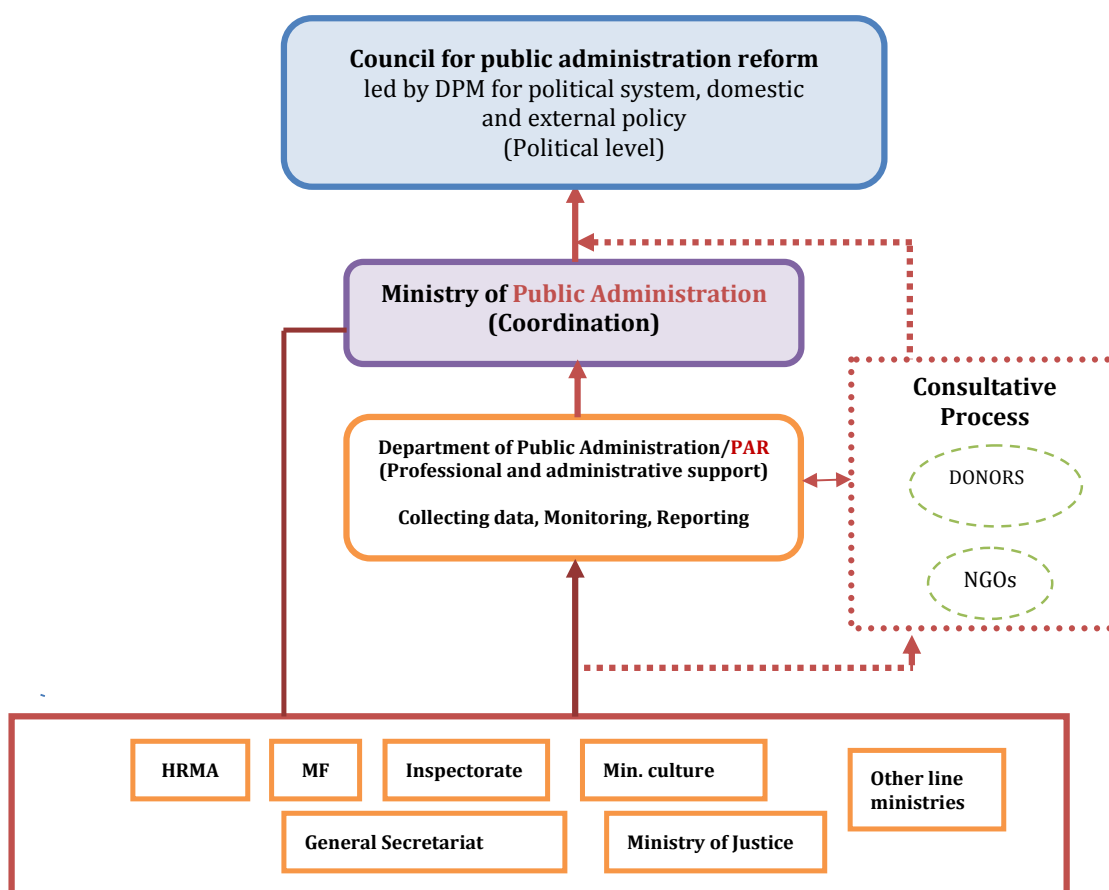 Council for public administration reform
led by DPM for political system, domestic
and external policy
(Political level)
Ministry of Public Administration
(Coordination)
Department of Public Administration/PAR
(Professional and administrative support)
Collecting data, Monitoring, Reporting
Consultative
Process
DONORS
NGOs
HRMA
MF
Inspectorate
Min. culture
Other line
ministries
General Secretariat
Ministry of Justice